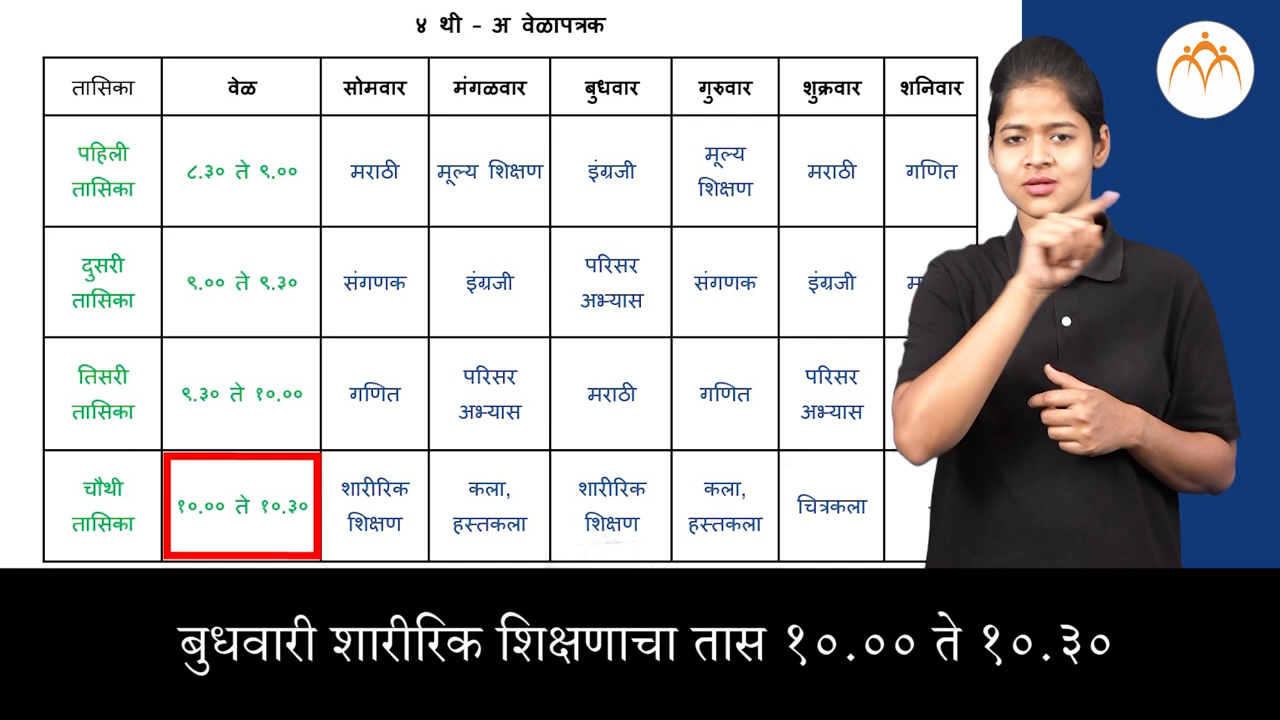 ४ थी - अ वेळापत्रक
तासिका वेळ सोमवार मंगळवार बुधवार गुरुवार शुक्रवार शनिवार
पहिली तासिका ८.३० ते ९.०० मराठी मूल्य शिक्षण इंग्रजी मूल्य शिक्षण मराठी गणित
दुसरी तासिका ९.०० ते ९.३० संगणक इंग्रजी परिसर अभ्यास संगणक इंग्रजी
तिसरी तासिका ९.३० ते १०.०० गणित परिसर अभ्यास मराठी गणित परिसर अभ्यास
चौथी तासिका १०.०० ते १०.३० शारीरिक शिक्षण कला, हस्तकला शारीरिक शिक्षण कला, हस्तकला चित्रकला
बुधवारी शारीरिक शिक्षणाचा तास १०.०० ते १०.३०